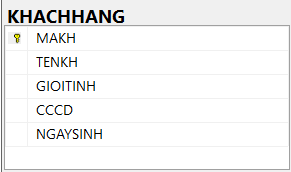 KHACHHANG
MAKH
TENKH
GIOITINH
CCCD
NGAYSINH